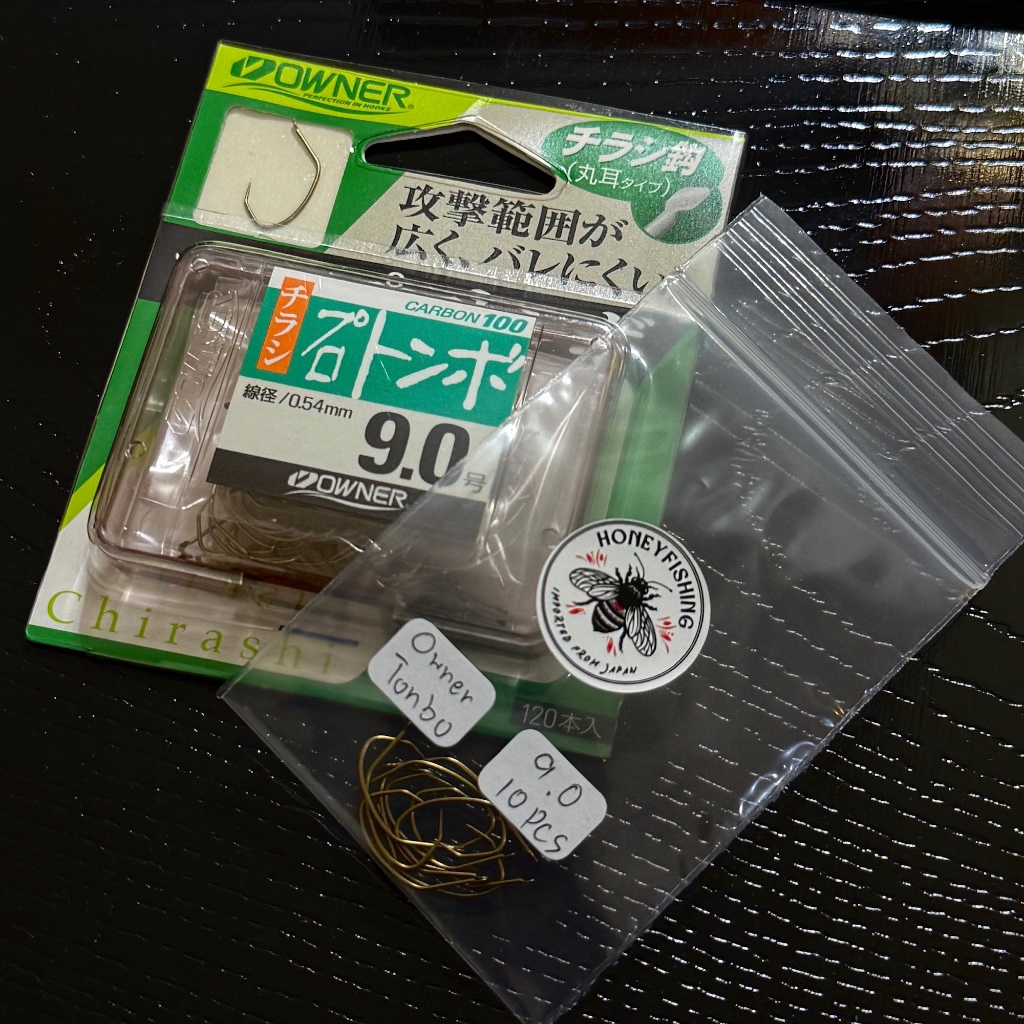 OWNER
PERFECTION IN HOOKS
チラシ鈎
(丸耳タイプ)
攻撃範囲が
広く、バレにくい
チラシ
CARBON 100
プロトンボ
線径/0.54mm
9.0号
OWNER
Chirashi
120本入
HONEYFISHING
IMPORTED FROM JAPAN
Owner
Tonbo
9.0
10 pcs